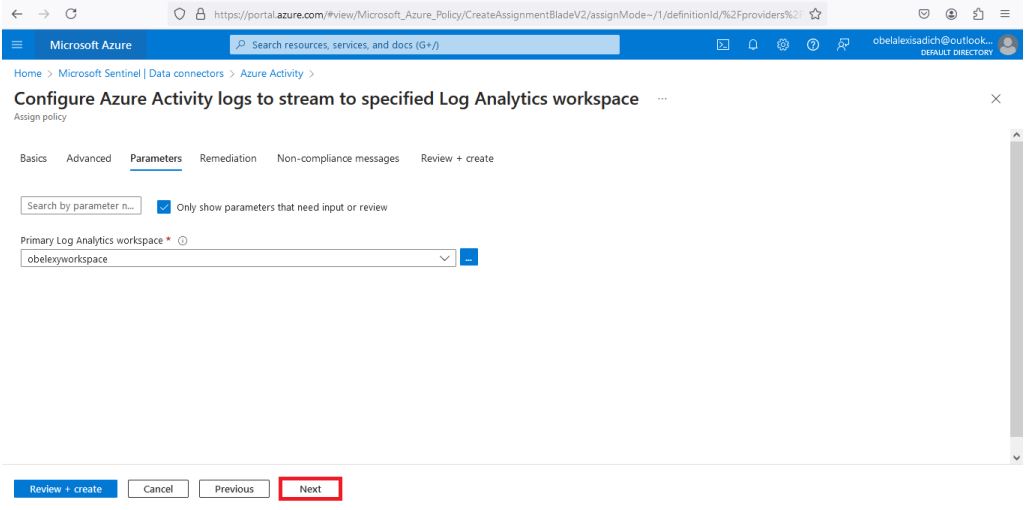 https://portal.azure.com/#view/Microsoft_Azure_Policy/CreateAssignmentBladeV2/assignMode~/1/definitionId/%2Fproviders%2F
Microsoft Azure
Search resources, services, and docs (G+/)
obelalexisadich@outlook...
DEFAULT DIRECTORY
Home > Microsoft Sentinel | Data connectors > Azure Activity >
Configure Azure Activity logs to stream to specified Log Analytics workspace ...
Assign policy
Basics Advanced Parameters Remediation Non-compliance messages Review + create
Search by parameter n... Only show parameters that need input or review
Primary Log Analytics workspace *
obelexyworkspace ...
Review + create Cancel Previous Next